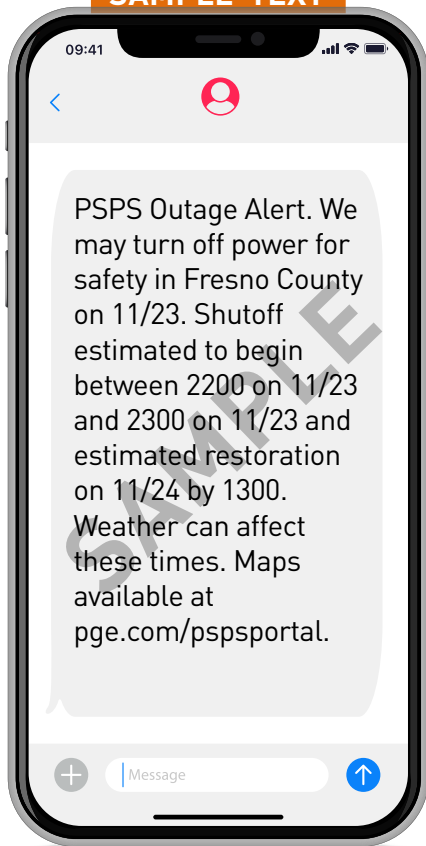 SAMPLE TEXT
09:41
PSPS Outage Alert. We
may turn off power for
safety in Fresno County
on 11/23. Shutoff
estimated to begin
between 2200 on 11/23
and 2300 on 11/23 and
estimated restoration
on 11/24 by 1300.
Weather can affect
these times. Maps
available at
pge.com/pspsportal.
SAMPLE
Message